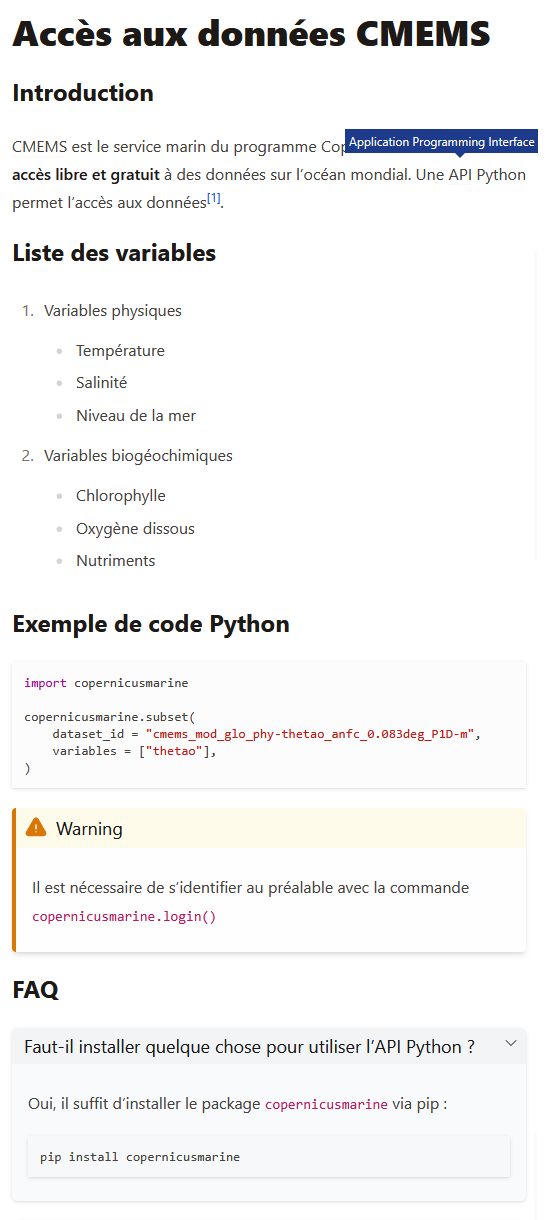 Accès aux données CMEMS
Introduction
Application Programming Interface
CMEMS est le service marin du programme
accès libre et gratuit à des données sur l'océan mondial. Une API Python
permet l'accès aux données[1].
Liste des variables
1. Variables physiques
• Température
• Salinité
• Niveau de la mer
2. Variables biogéochimiques
• Chlorophylle
• Oxygène dissous
• Nutriments
Exemple de code Python
import copernicusmarine
copernicusmarine.subset(
    dataset_id = "cmems_mod_glo_phy-thetao_anfc_0.083deg_P1D-m",
    variables = ["thetao"],
)
Warning
Il est nécessaire de s'identifier au préalable avec la commande
copernicusmarine.login()
FAQ
Faut-il installer quelque chose pour utiliser l'API Python ?
Oui, il suffit d'installer le package copernicusmarine via pip :
pip install copernicusmarine